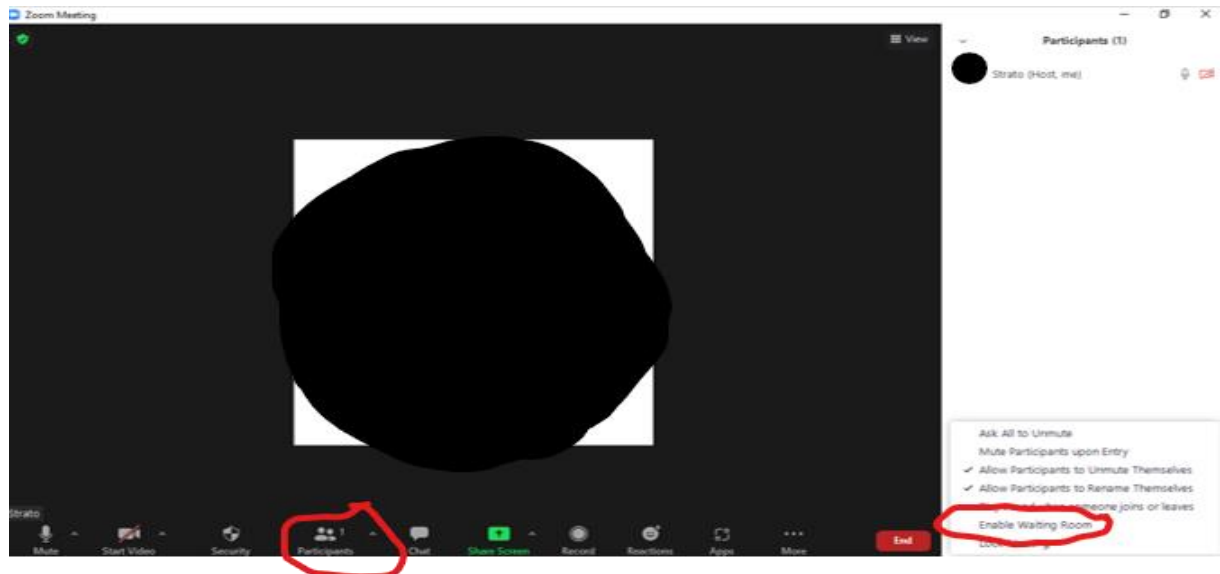 Zoom Meeting
View
Participants (1)
Strato (Host, me)
Ask All to Unmute
Mute Participants upon Entry
Allow Participants to Unmute Themselves
Allow Participants to Rename Themselves
someone joins or leaves
Enable Waiting Room
Strato
1
Mute Start Video Security Participants Chat Share Screen Record Reactions Apps More End